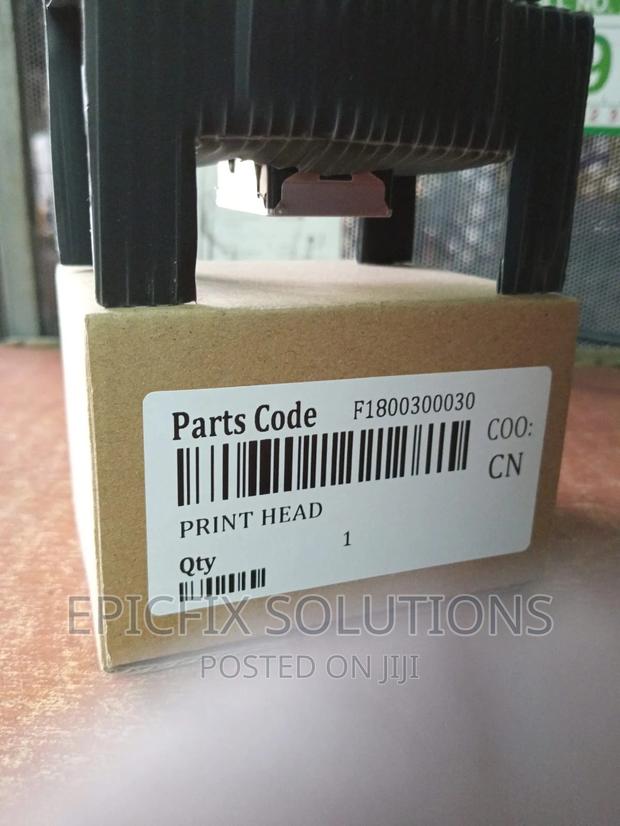 Parts Code F1800300030
COO:
CN
PRINT HEAD
Qty 1
EPICFIX SOLUTIONS
POSTED ON JIJI